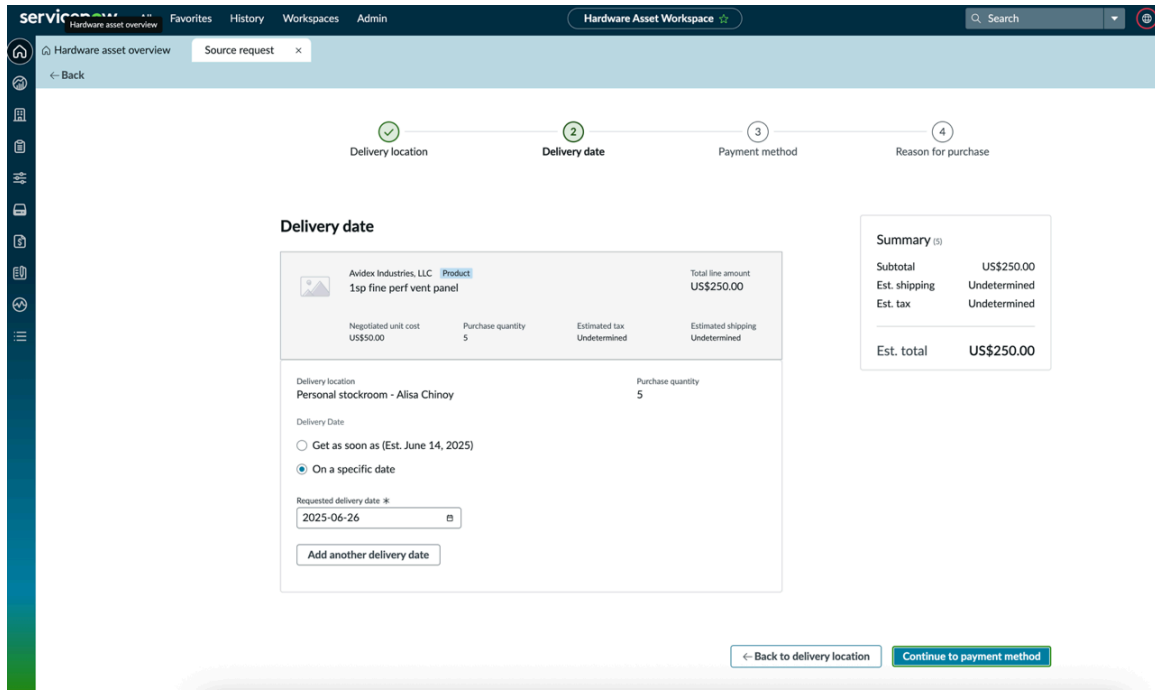 servicenow All Favorites History Workspaces Admin Hardware Asset Workspace ☆ Search
Hardware asset overview
Hardware asset overview Source request ×
← Back
2 3 4
Delivery location Delivery date Payment method Reason for purchase
Delivery date
Avidex Industries, LLC Product Total line amount
1sp fine perf vent panel US$250.00
Negotiated unit cost Purchase quantity Estimated tax Estimated shipping
US$50.00 5 Undetermined Undetermined
Delivery location Purchase quantity
Personal stockroom - Alisa Chinoy 5
Delivery Date
Get as soon as (Est. June 14, 2025)
On a specific date
Requested delivery date *
2025-06-26
Add another delivery date
Summary (5)
Subtotal US$250.00
Est. shipping Undetermined
Est. tax Undetermined
Est. total US$250.00
← Back to delivery location Continue to payment method